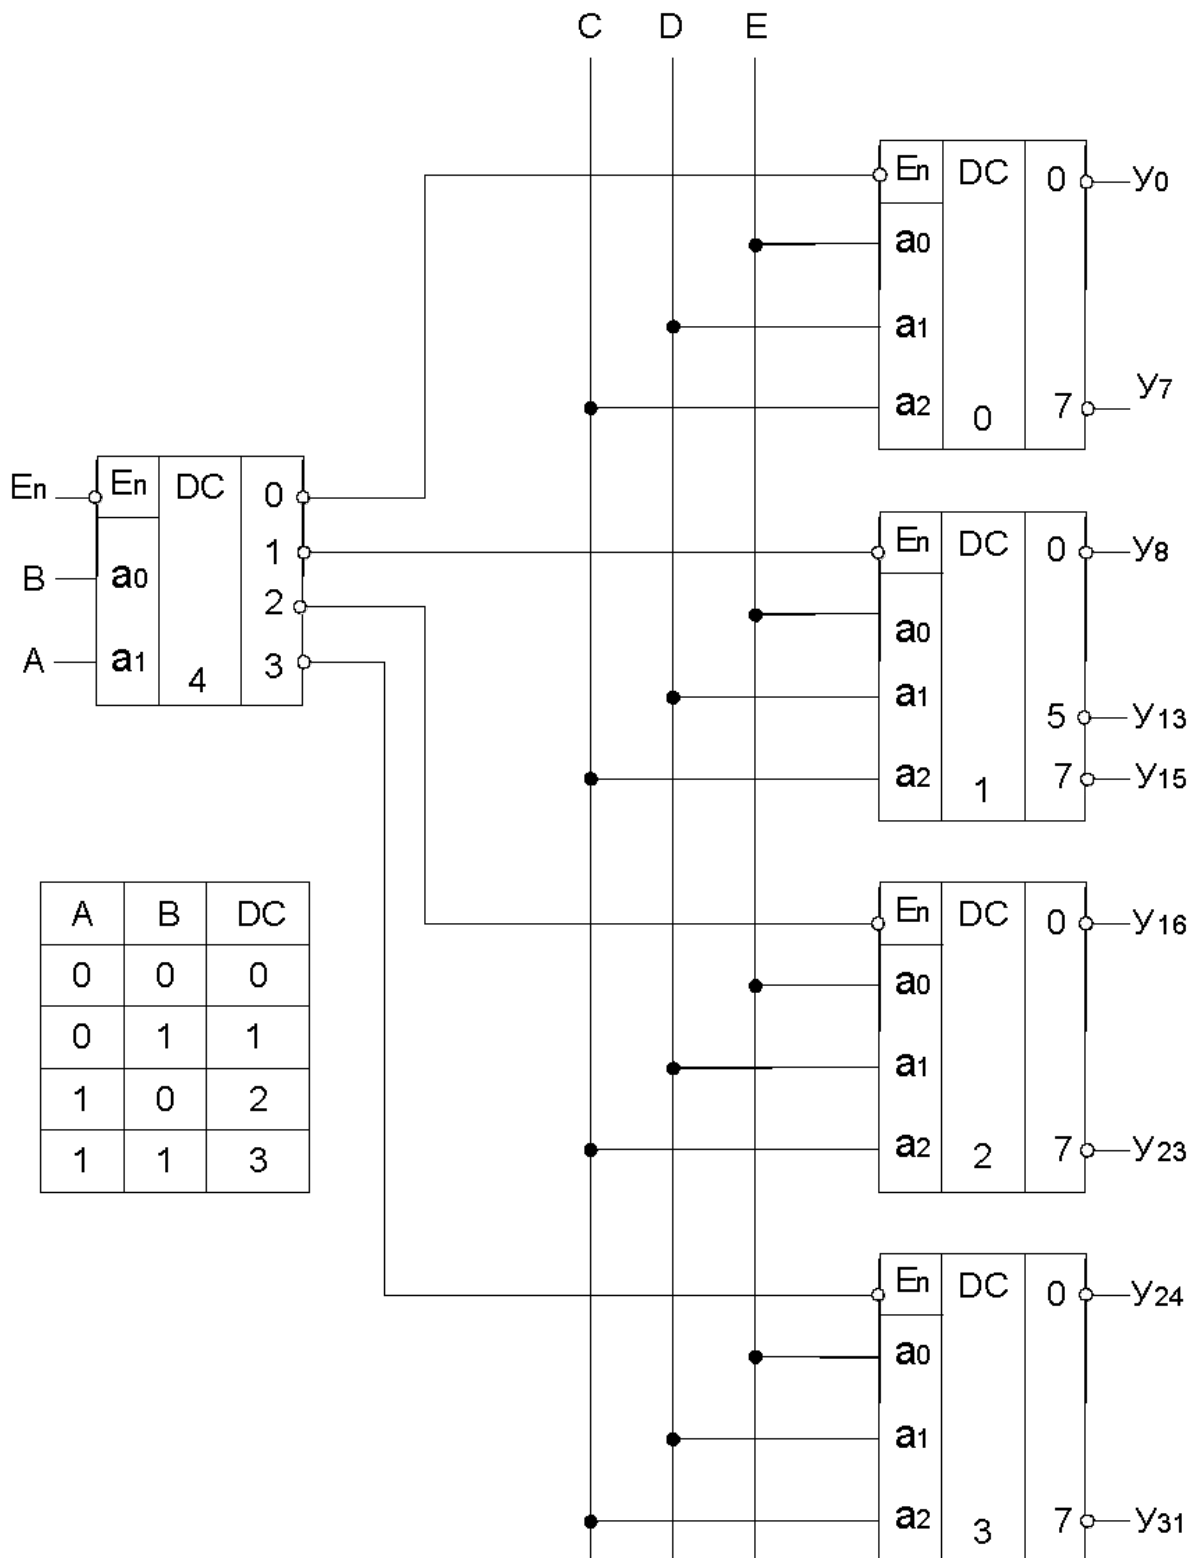 C D E
En DC 0 У0
a0
a1
a2 0 7 У7
En En DC 0
1
B a0
2
A a1 4 3
En DC 0 У8
a0
a1
5 У13
a2 1 7 У15
A B DC
0 0 0
0 1 1
1 0 2
1 1 3
En DC 0 У16
a0
a1
a2 2 7 У23
En DC 0 У24
a0
a1
a2 3 7 У31